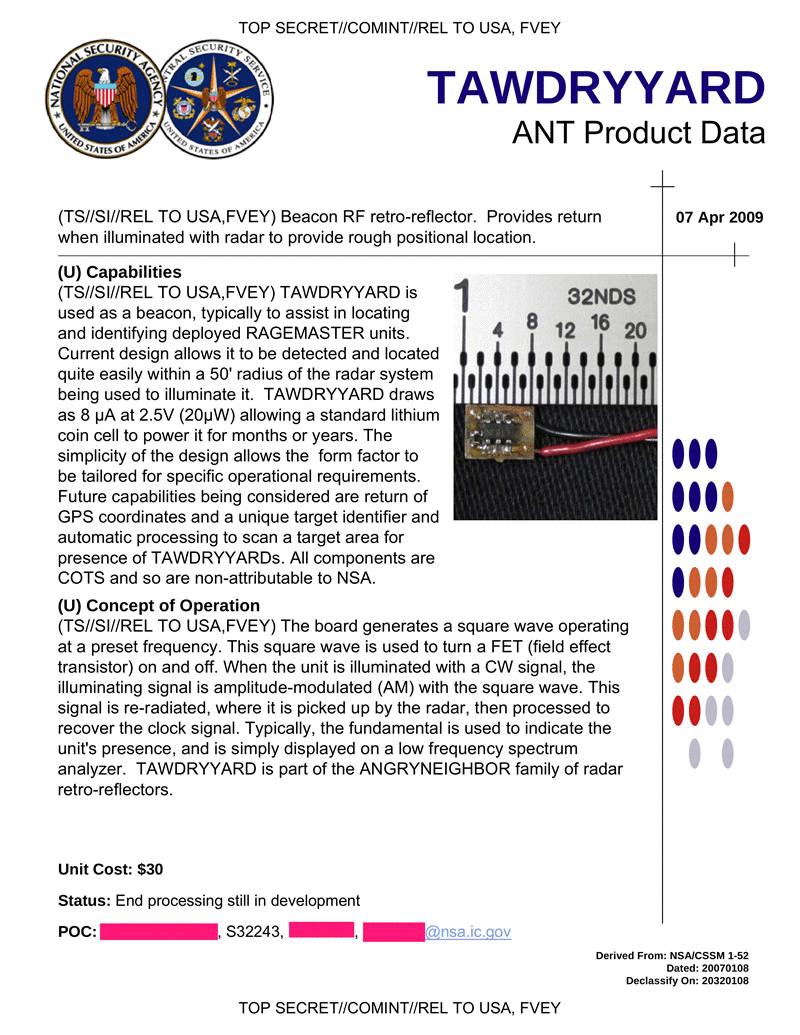 TOP SECRET//COMINT//REL TO USA, FVEY
NATIONAL SECURITY AGENCY
UNITED STATES OF AMERICA
CENTRAL SECURITY SERVICE
UNITED STATES OF AMERICA
TAWDRYYARD
ANT Product Data
(TS//SI//REL TO USA,FVEY) Beacon RF retro-reflector.  Provides return
when illuminated with radar to provide rough positional location.
07 Apr 2009
(U) Capabilities
(TS//SI//REL TO USA,FVEY) TAWDRYYARD is
used as a beacon, typically to assist in locating
and identifying deployed RAGEMASTER units.
Current design allows it to be detected and located
quite easily within a 50' radius of the radar system
being used to illuminate it.  TAWDRYYARD draws
as 8 µA at 2.5V (20µW) allowing a standard lithium
coin cell to power it for months or years. The
simplicity of the design allows the  form factor to
be tailored for specific operational requirements.
Future capabilities being considered are return of
GPS coordinates and a unique target identifier and
automatic processing to scan a target area for
presence of TAWDRYYARDs. All components are
COTS and so are non-attributable to NSA.
1
32NDS
4 8 12 16 20
(U) Concept of Operation
(TS//SI//REL TO USA,FVEY) The board generates a square wave operating
at a preset frequency. This square wave is used to turn a FET (field effect
transistor) on and off. When the unit is illuminated with a CW signal, the
illuminating signal is amplitude-modulated (AM) with the square wave. This
signal is re-radiated, where it is picked up by the radar, then processed to
recover the clock signal. Typically, the fundamental is used to indicate the
unit's presence, and is simply displayed on a low frequency spectrum
analyzer.  TAWDRYYARD is part of the ANGRYNEIGHBOR family of radar
retro-reflectors.
Unit Cost: $30
Status: End processing still in development
POC: , S32243, , @nsa.ic.gov
Derived From: NSA/CSSM 1-52
Dated: 20070108
Declassify On: 20320108
TOP SECRET//COMINT//REL TO USA, FVEY